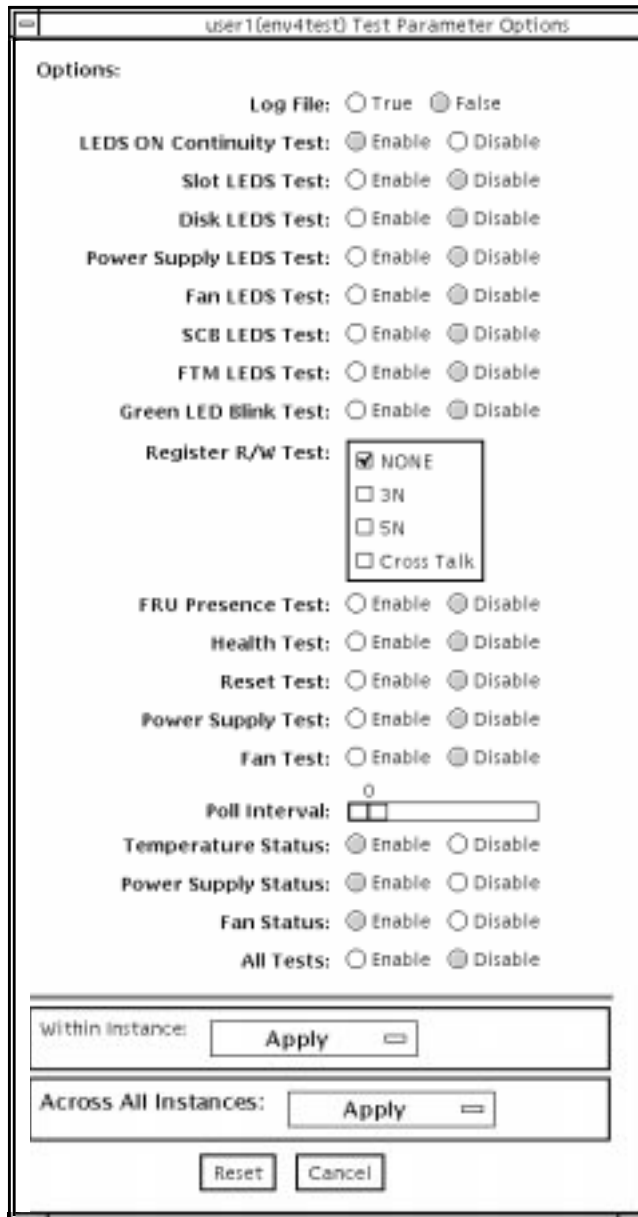 user1(env4test) Test Parameter Options
Options:
Log File: True False
LEDS ON Continuity Test: Enable Disable
Slot LEDS Test: Enable Disable
Disk LEDS Test: Enable Disable
Power Supply LEDS Test: Enable Disable
Fan LEDS Test: Enable Disable
SCB LEDS Test: Enable Disable
FTM LEDS Test: Enable Disable
Green LED Blink Test: Enable Disable
Register R/W Test: NONE
3N
5N
Cross Talk
FRU Presence Test: Enable Disable
Health Test: Enable Disable
Reset Test: Enable Disable
Power Supply Test: Enable Disable
Fan Test: Enable Disable
0
Poll Interval:
Temperature Status: Enable Disable
Power Supply Status: Enable Disable
Fan Status: Enable Disable
All Tests: Enable Disable
Within Instance: Apply
Across All Instances: Apply
Reset Cancel